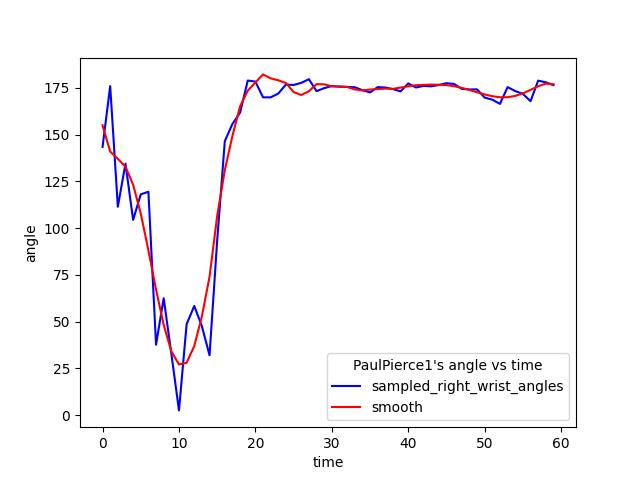 175
150
125
100
75
50
25
0
angle
0 10 20 30 40 50 60
time
PaulPierce1's angle vs time
sampled_right_wrist_angles
smooth